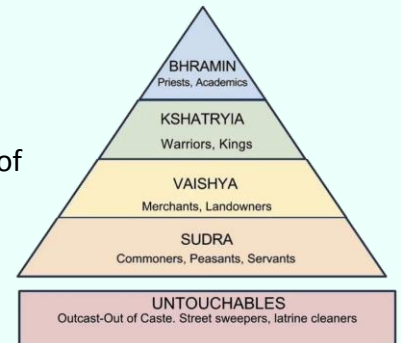 BHRAMIN
Priests, Academics
KSHATRYIA
Warriors, Kings
of
VAISHYA
Merchants, Landowners
SUDRA
Commoners, Peasants, Servants
UNTOUCHABLES
Outcast-Out of Caste. Street sweepers, latrine cleaners